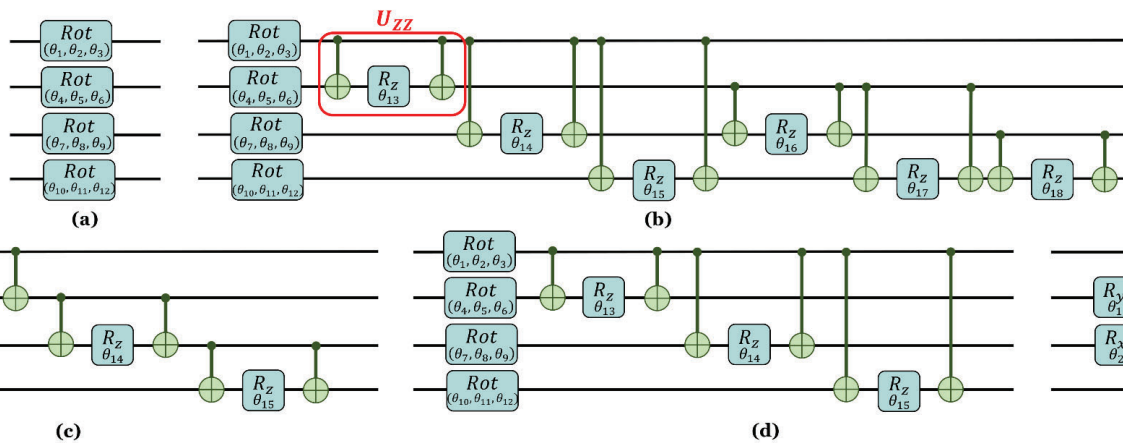 U_ZZ
Rot
(θ₁, θ₂, θ₃)
Rot
(θ₄, θ₅, θ₆)
Rot
(θ₇, θ₈, θ₉)
Rot
(θ₁₀, θ₁₁, θ₁₂)
(a)
Rot
(θ₁, θ₂, θ₃)
Rot
(θ₄, θ₅, θ₆)
Rot
(θ₇, θ₈, θ₉)
Rot
(θ₁₀, θ₁₁, θ₁₂)
R_z
θ₁₃
R_z
θ₁₄
R_z
θ₁₅
R_z
θ₁₆
R_z
θ₁₇
R_z
θ₁₈
(b)
R_z
θ₁₄
R_z
θ₁₅
(c)
Rot
(θ₁, θ₂, θ₃)
Rot
(θ₄, θ₅, θ₆)
Rot
(θ₇, θ₈, θ₉)
Rot
(θ₁₀, θ₁₁, θ₁₂)
R_z
θ₁₃
R_z
θ₁₄
R_z
θ₁₅
(d)